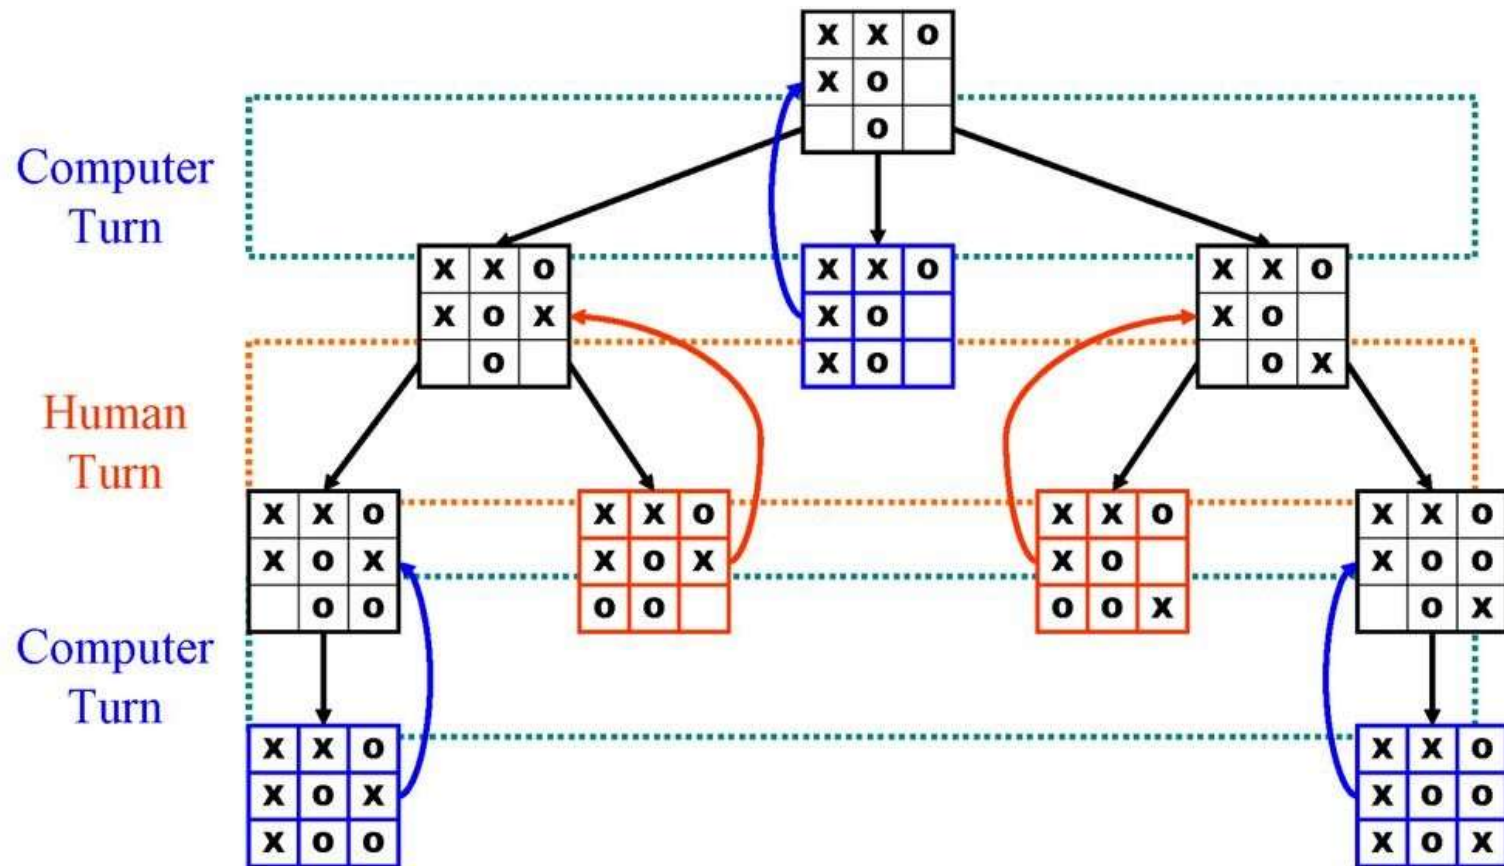 X X O
X O
O
Computer
Turn
X X O
X O X
O
X X O
X O
X O
X X O
X O
O X
Human
Turn
X X O
X O X
O O
X X O
X O X
O O
X X O
X O
O O X
X X O
X O O
O X
Computer
Turn
X X O
X O X
X O O
X X O
X O O
X O X